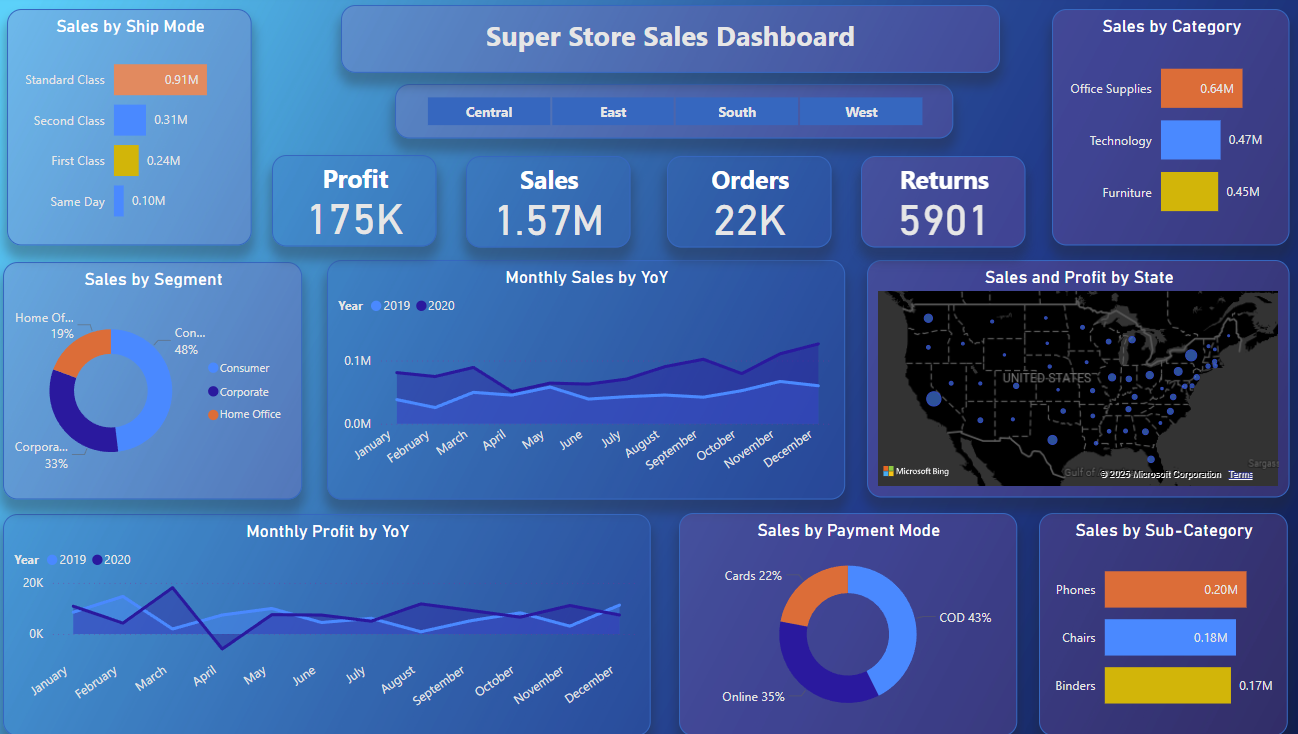 Super Store Sales Dashboard
Central East South West
Sales by Ship Mode
Standard Class 0.91M
Second Class 0.31M
First Class 0.24M
Same Day 0.10M
Profit
175K
Sales
1.57M
Orders
22K
Returns
5901
Sales by Category
Office Supplies 0.64M
Technology 0.47M
Furniture 0.45M
Sales by Segment
Home Of...
19%
Con...
48%
Corpora...
33%
Consumer
Corporate
Home Office
Monthly Sales by YoY
Year 2019 2020
0.1M
0.0M
January
February
March
April
May
June
July
August
September
October
November
December
Sales and Profit by State
UNITED STATES
Gulf of
Sargass
Microsoft Bing
© 2025 Microsoft Corporation Terms
Monthly Profit by YoY
Year 2019 2020
20K
0K
January
February
March
April
May
June
July
August
September
October
November
December
Sales by Payment Mode
Cards 22%
COD 43%
Online 35%
Sales by Sub-Category
Phones 0.20M
Chairs 0.18M
Binders 0.17M